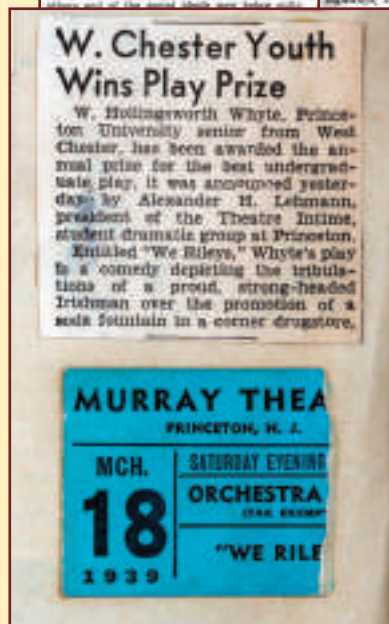 W. Chester Youth
Wins Play Prize
W. Hollingsworth Whyte, Prince-
ton University senior from West
Chester, has been awarded the an-
nual prize for the best undergrad-
uate play, it was announced yester-
day by Alexander H. Lehmann,
president of the Theatre Intime,
student dramatic group at Princeton.
Entitled "We Rileys," Whyte's play
is a comedy depicting the tribula-
tions of a proud, strong-headed
Irishman over the promotion of a
soda fountain in a corner drugstore.
MURRAY THEA
PRINCETON, N. J.
MCH.
18
1939
SATURDAY EVENING
ORCHESTRA
(TAX EXEMP
"WE RILE